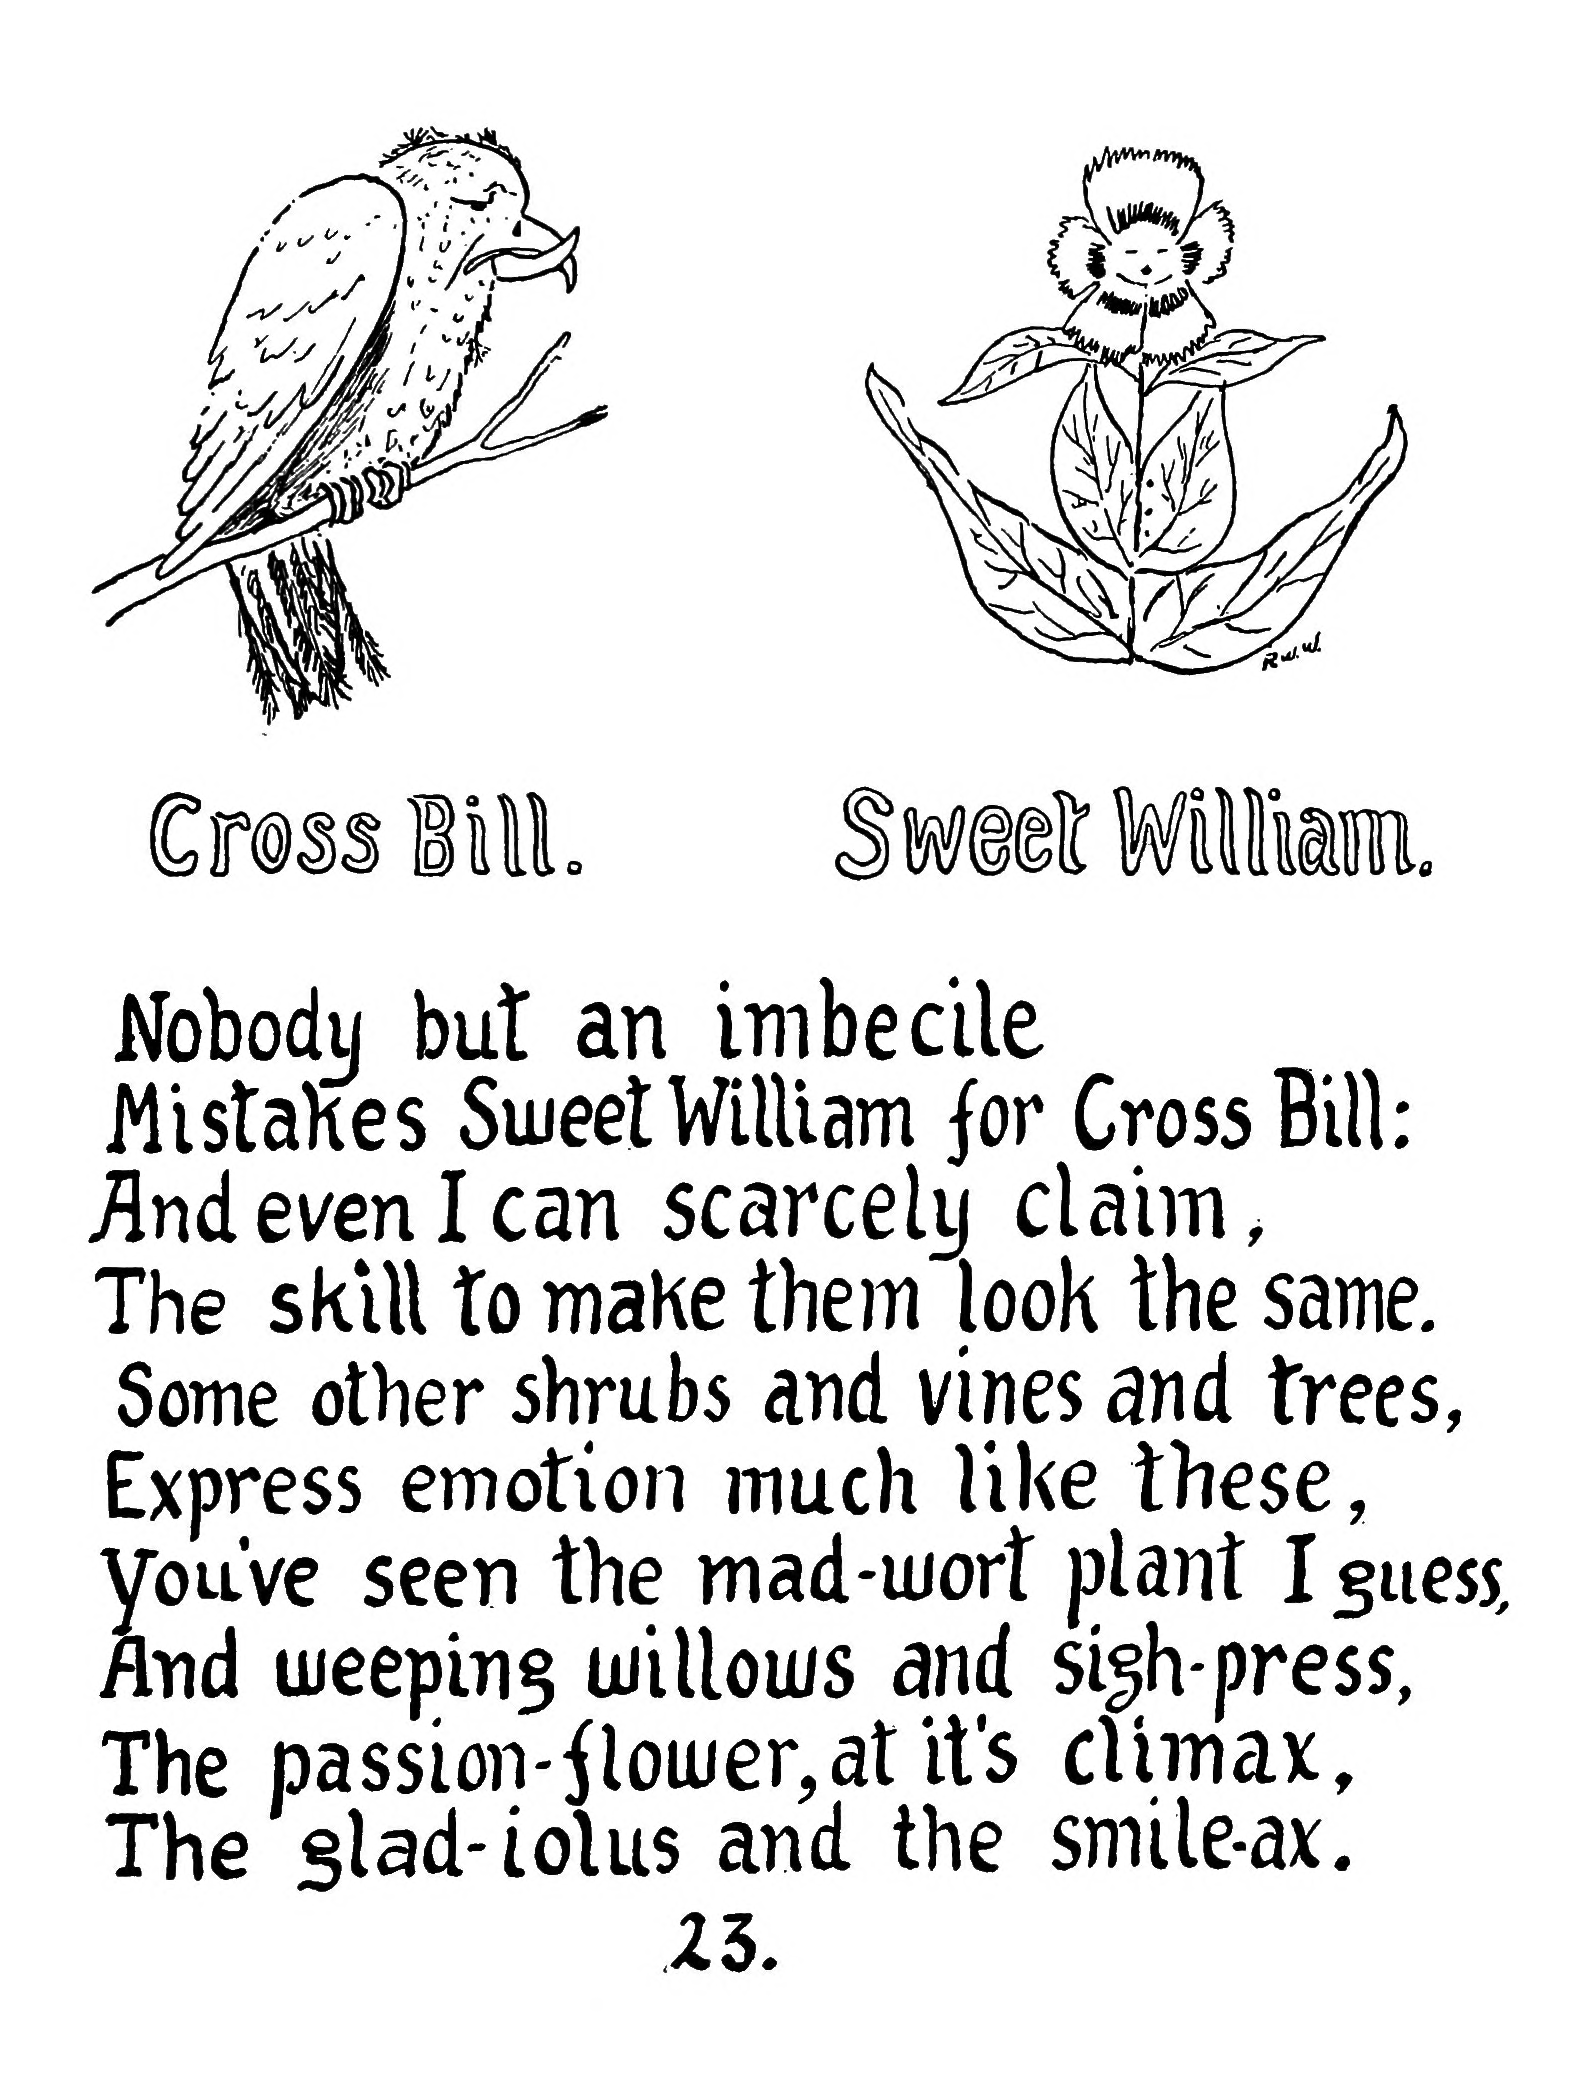 R.W.W.
Cross Bill.
Sweet William.
Nobody but an imbecile
Mistakes Sweet William for Cross Bill:
And even I can scarcely claim,
The skill to make them look the same.
Some other shrubs and vines and trees,
Express emotion much like these,
You've seen the mad-wort plant I guess,
And weeping willows and sigh-press,
The passion-flower, at it's climax,
The glad-iolus and the smile-ax.
23.